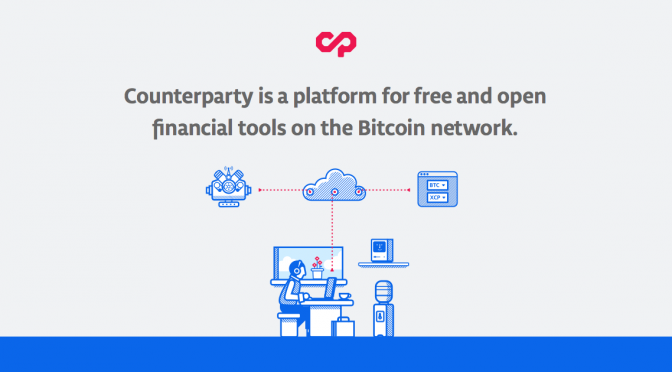 Counterparty is a platform for free and open
financial tools on the Bitcoin network.
BTC
XCP